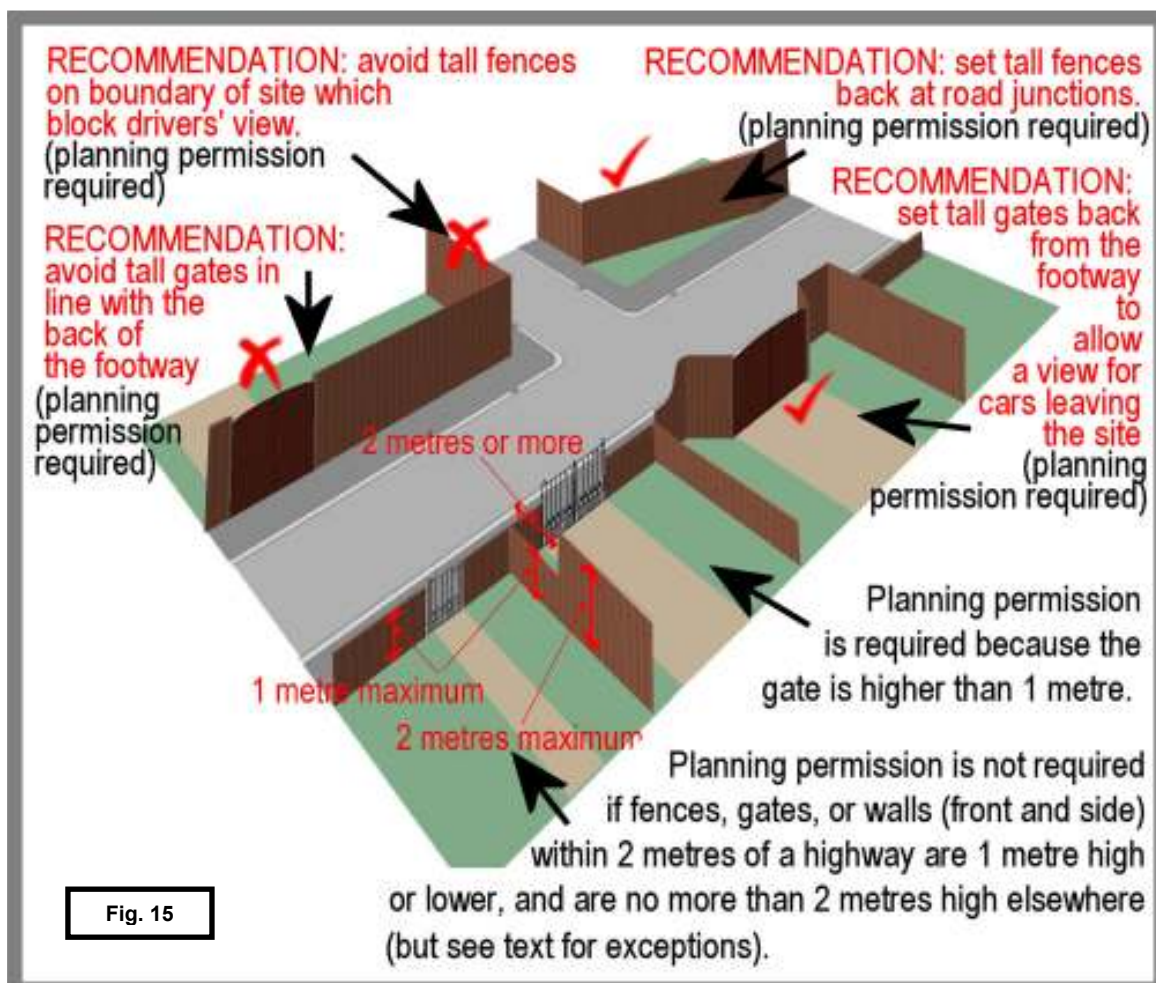 RECOMMENDATION: avoid tall fences
on boundary of site which
block drivers' view.
(planning permission
required)
RECOMMENDATION: set tall fences
back at road junctions.
(planning permission required)
RECOMMENDATION:
avoid tall gates in
line with the
back of
the footway
(planning
permission
required)
RECOMMENDATION:
set tall gates back
from the
footway
to
allow
a view for
cars leaving
the site
(planning
permission required)
2 metres or more
1 metre maximum
2 metres maximum
Planning permission
is required because the
gate is higher than 1 metre.
Planning permission is not required
if fences, gates, or walls (front and side)
within 2 metres of a highway are 1 metre high
or lower, and are no more than 2 metres high elsewhere
(but see text for exceptions).
Fig. 15